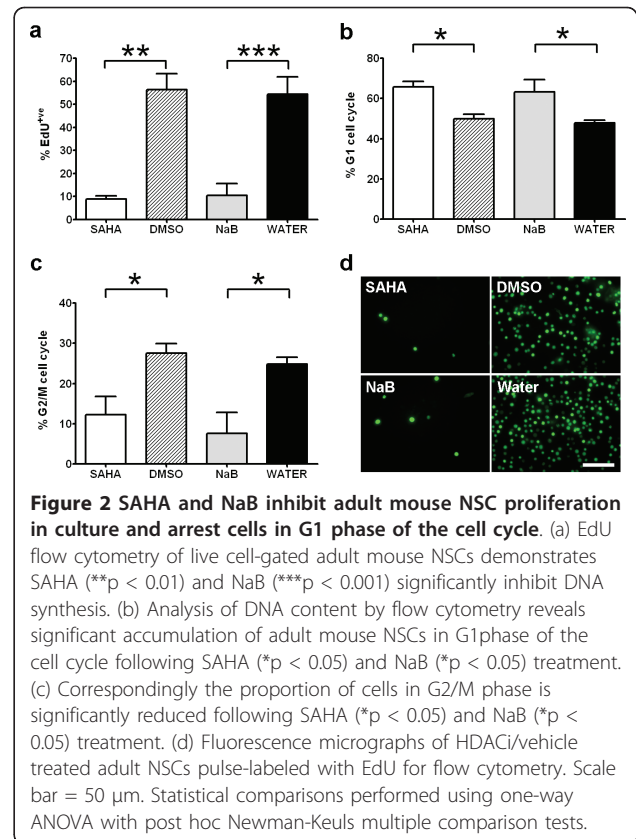 a
** ***
% EdU+ve
70
60
50
40
30
20
10
0
SAHA DMSO NaB WATER
b
* *
% G1 cell cycle
80
60
40
20
0
SAHA DMSO NaB WATER
c
* *
% G2/M cell cycle
40
30
20
10
0
SAHA DMSO NaB WATER
d
SAHA DMSO
NaB Water
Figure 2 SAHA and NaB inhibit adult mouse NSC proliferation
in culture and arrest cells in G1 phase of the cell cycle. (a) EdU
flow cytometry of live cell-gated adult mouse NSCs demonstrates
SAHA (**p < 0.01) and NaB (***p < 0.001) significantly inhibit DNA
synthesis. (b) Analysis of DNA content by flow cytometry reveals
significant accumulation of adult mouse NSCs in G1phase of the
cell cycle following SAHA (*p < 0.05) and NaB (*p < 0.05) treatment.
(c) Correspondingly the proportion of cells in G2/M phase is
significantly reduced following SAHA (*p < 0.05) and NaB (*p <
0.05) treatment. (d) Fluorescence micrographs of HDACi/vehicle
treated adult NSCs pulse-labeled with EdU for flow cytometry. Scale
bar = 50 μm. Statistical comparisons performed using one-way
ANOVA with post hoc Newman-Keuls multiple comparison tests.